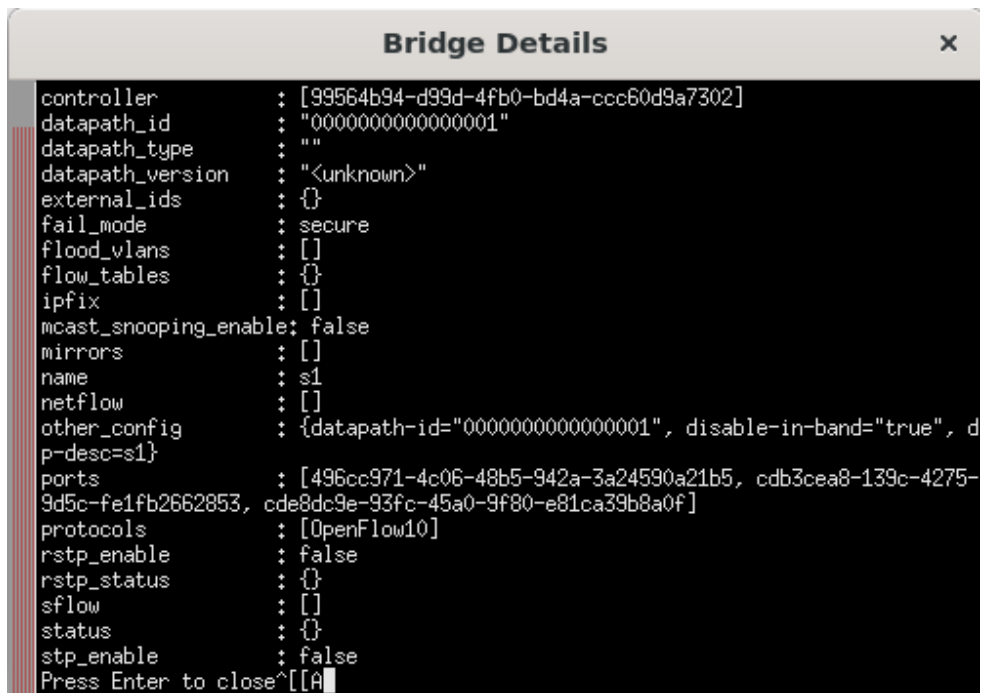 Bridge Details
controller : [99564b94-d99d-4fb0-bd4a-ccc60d9a7302]
datapath_id : "0000000000000001"
datapath_type : ""
datapath_version : "<unknown>"
external_ids : {}
fail_mode : secure
flood_vlans : []
flow_tables : {}
ipfix : []
mcast_snooping_enable: false
mirrors : []
name : s1
netflow : []
other_config : {datapath-id="0000000000000001", disable-in-band="true", d
p-desc=s1}
ports : [496cc971-4c06-48b5-942a-3a24590a21b5, cdb3cea8-139c-4275-
9d5c-fe1fb2662853, cde8dc9e-93fc-45a0-9f80-e81ca39b8a0f]
protocols : [OpenFlow10]
rstp_enable : false
rstp_status : {}
sflow : []
status : {}
stp_enable : false
Press Enter to close^[[A